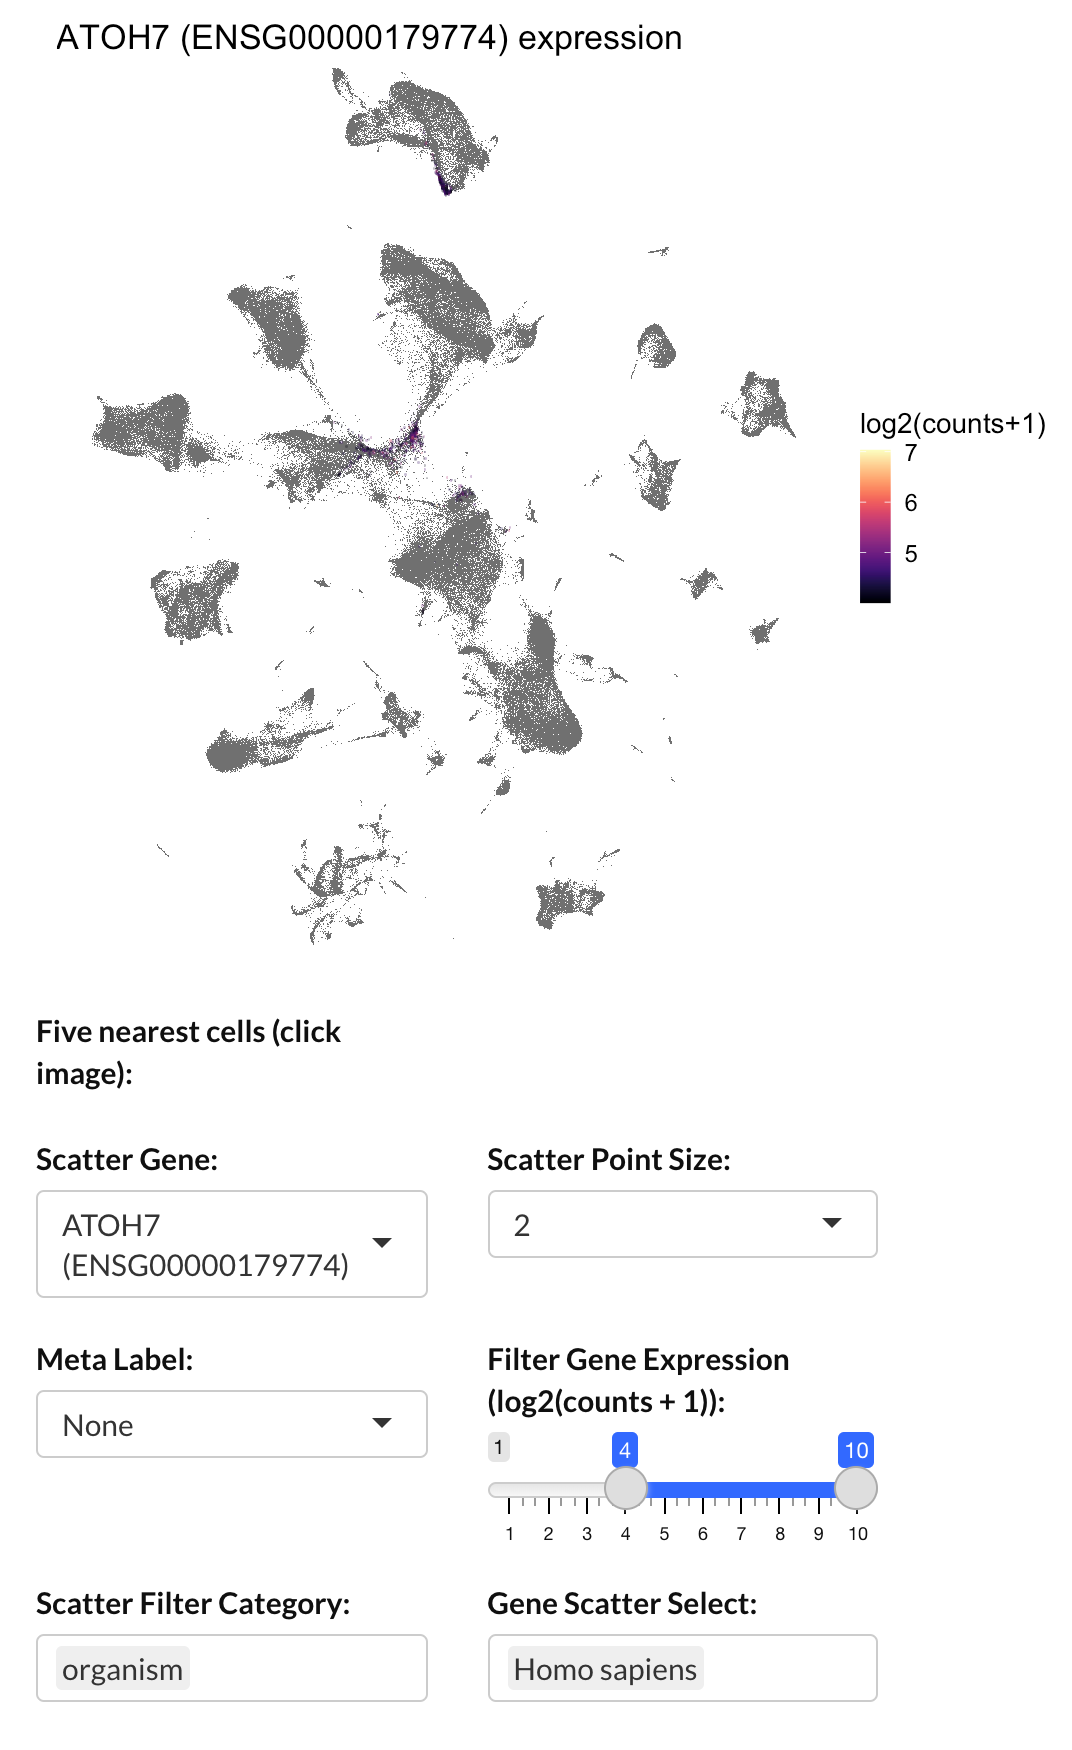 ATOH7 (ENSG00000179774) expression
log2(counts+1)
7
6
5
Five nearest cells (click
image):
Scatter Gene:
Scatter Point Size:
ATOH7
(ENSG00000179774)
2
Meta Label:
Filter Gene Expression
(log2(counts + 1)):
None
1 4 10
1 2 3 4 5 6 7 8 9 10
Scatter Filter Category:
Gene Scatter Select:
organism
Homo sapiens